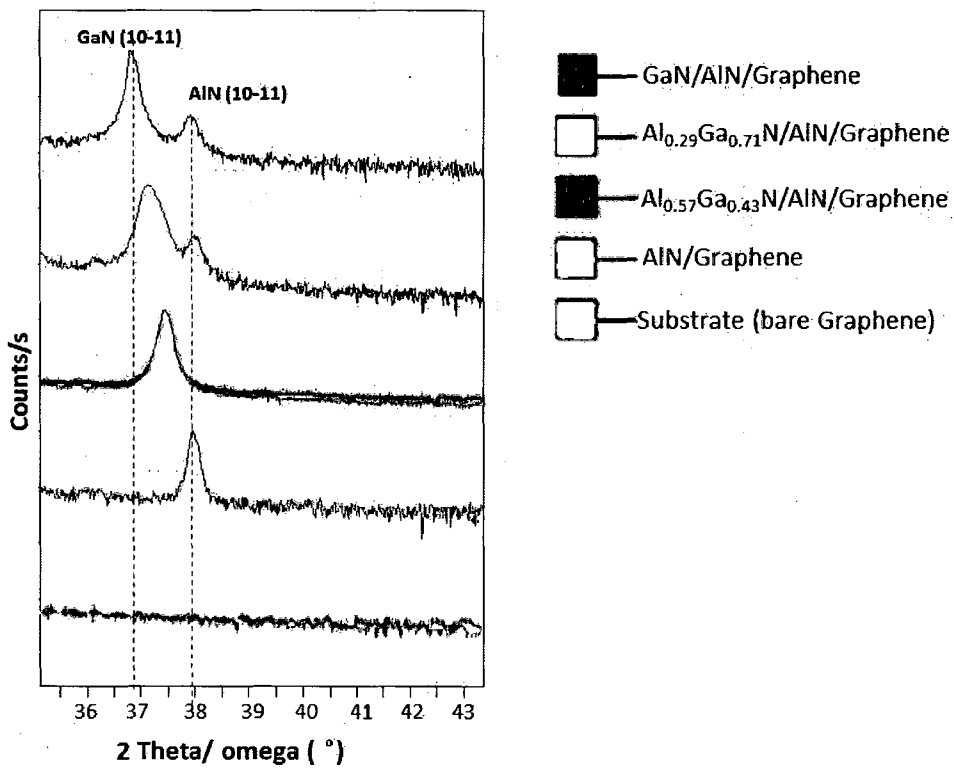 GaN (10-11)
AlN (10-11)
Counts/s
36 37 38 39 40 41 42 43
2 Theta/ omega ( °)
GaN/AlN/Graphene
Al₀.₂₉Ga₀.₇₁N/AlN/Graphene
Al₀.₅₇Ga₀.₄₃N/AlN/Graphene
AlN/Graphene
Substrate (bare Graphene)